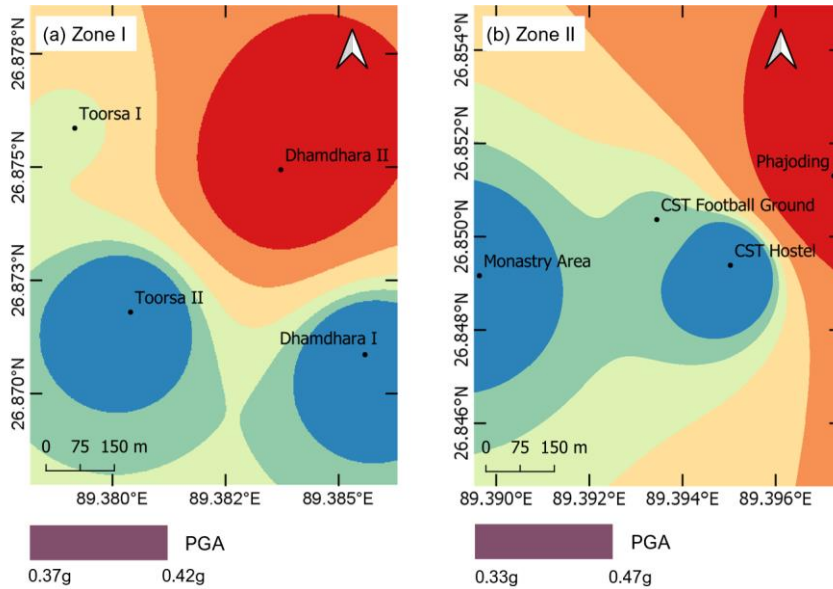 (a) Zone I
26.878°N
26.875°N
26.873°N
26.870°N
Toorsa I
Dhamdhara II
Toorsa II
Dhamdhara I
0 75 150 m
89.380°E 89.382°E 89.385°E
PGA
0.37g 0.42g
(b) Zone II
26.854°N
26.852°N
26.850°N
26.848°N
26.846°N
Phajoding
CST Football Ground
CST Hostel
Monastry Area
0 75 150 m
89.390°E 89.392°E 89.394°E 89.396°E
PGA
0.33g 0.47g